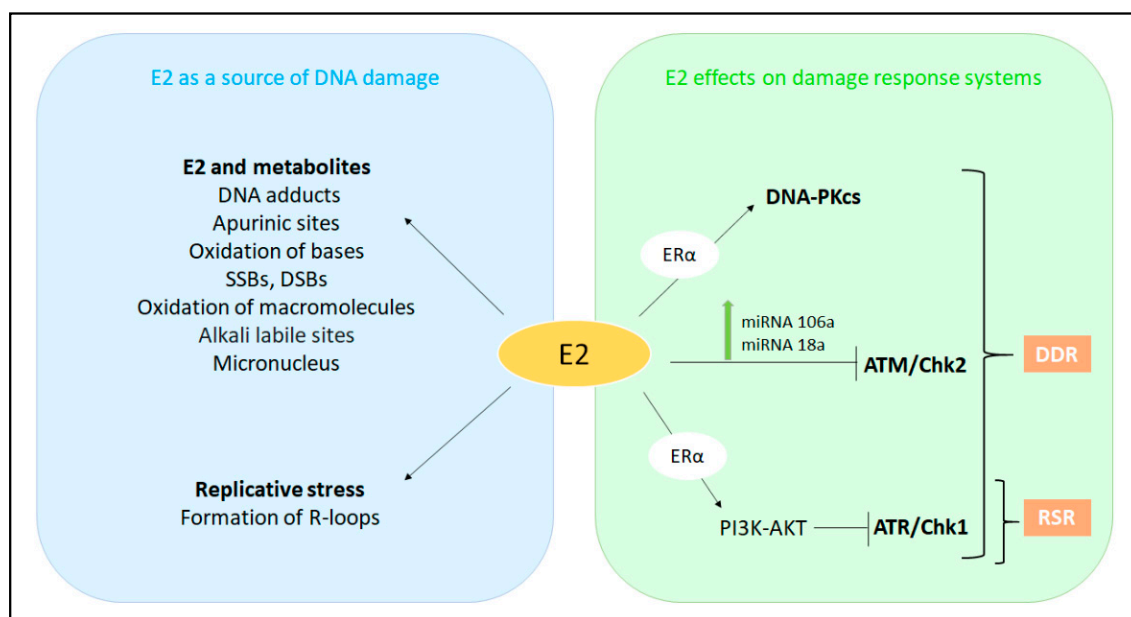 E2 as a source of DNA damage
E2 and metabolites
DNA adducts
Apurinic sites
Oxidation of bases
SSBs, DSBs
Oxidation of macromolecules
Alkali labile sites
Micronucleus
Replicative stress
Formation of R-loops
E2
E2 effects on damage response systems
DNA-PKcs
ERα
miRNA 106a
miRNA 18a
ATM/Chk2
DDR
ERα
PI3K-AKT
ATR/Chk1
RSR